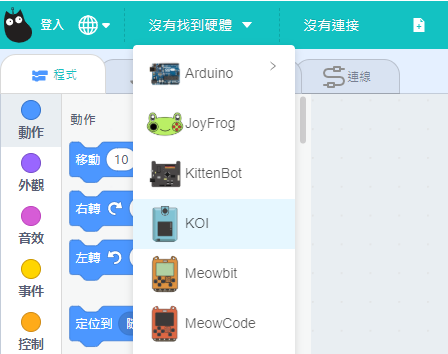 登入
沒有找到硬體
沒有連接
程式
連線
Arduino
JoyFrog
KittenBot
KOI
Meowbit
MeowCode
動作
外觀
音效
事件
控制
動作
移動 10
右轉
左轉
定位到